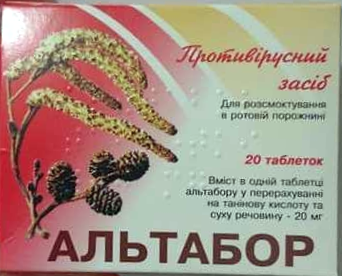 Противірусний
засіб
Для розсмоктування
в ротовій порожнині
20 таблеток
Вміст в одній таблетці
альтабору у перерахуванні
на танінову кислоту та
суху речовину - 20 мг
АЛЬТАБОР